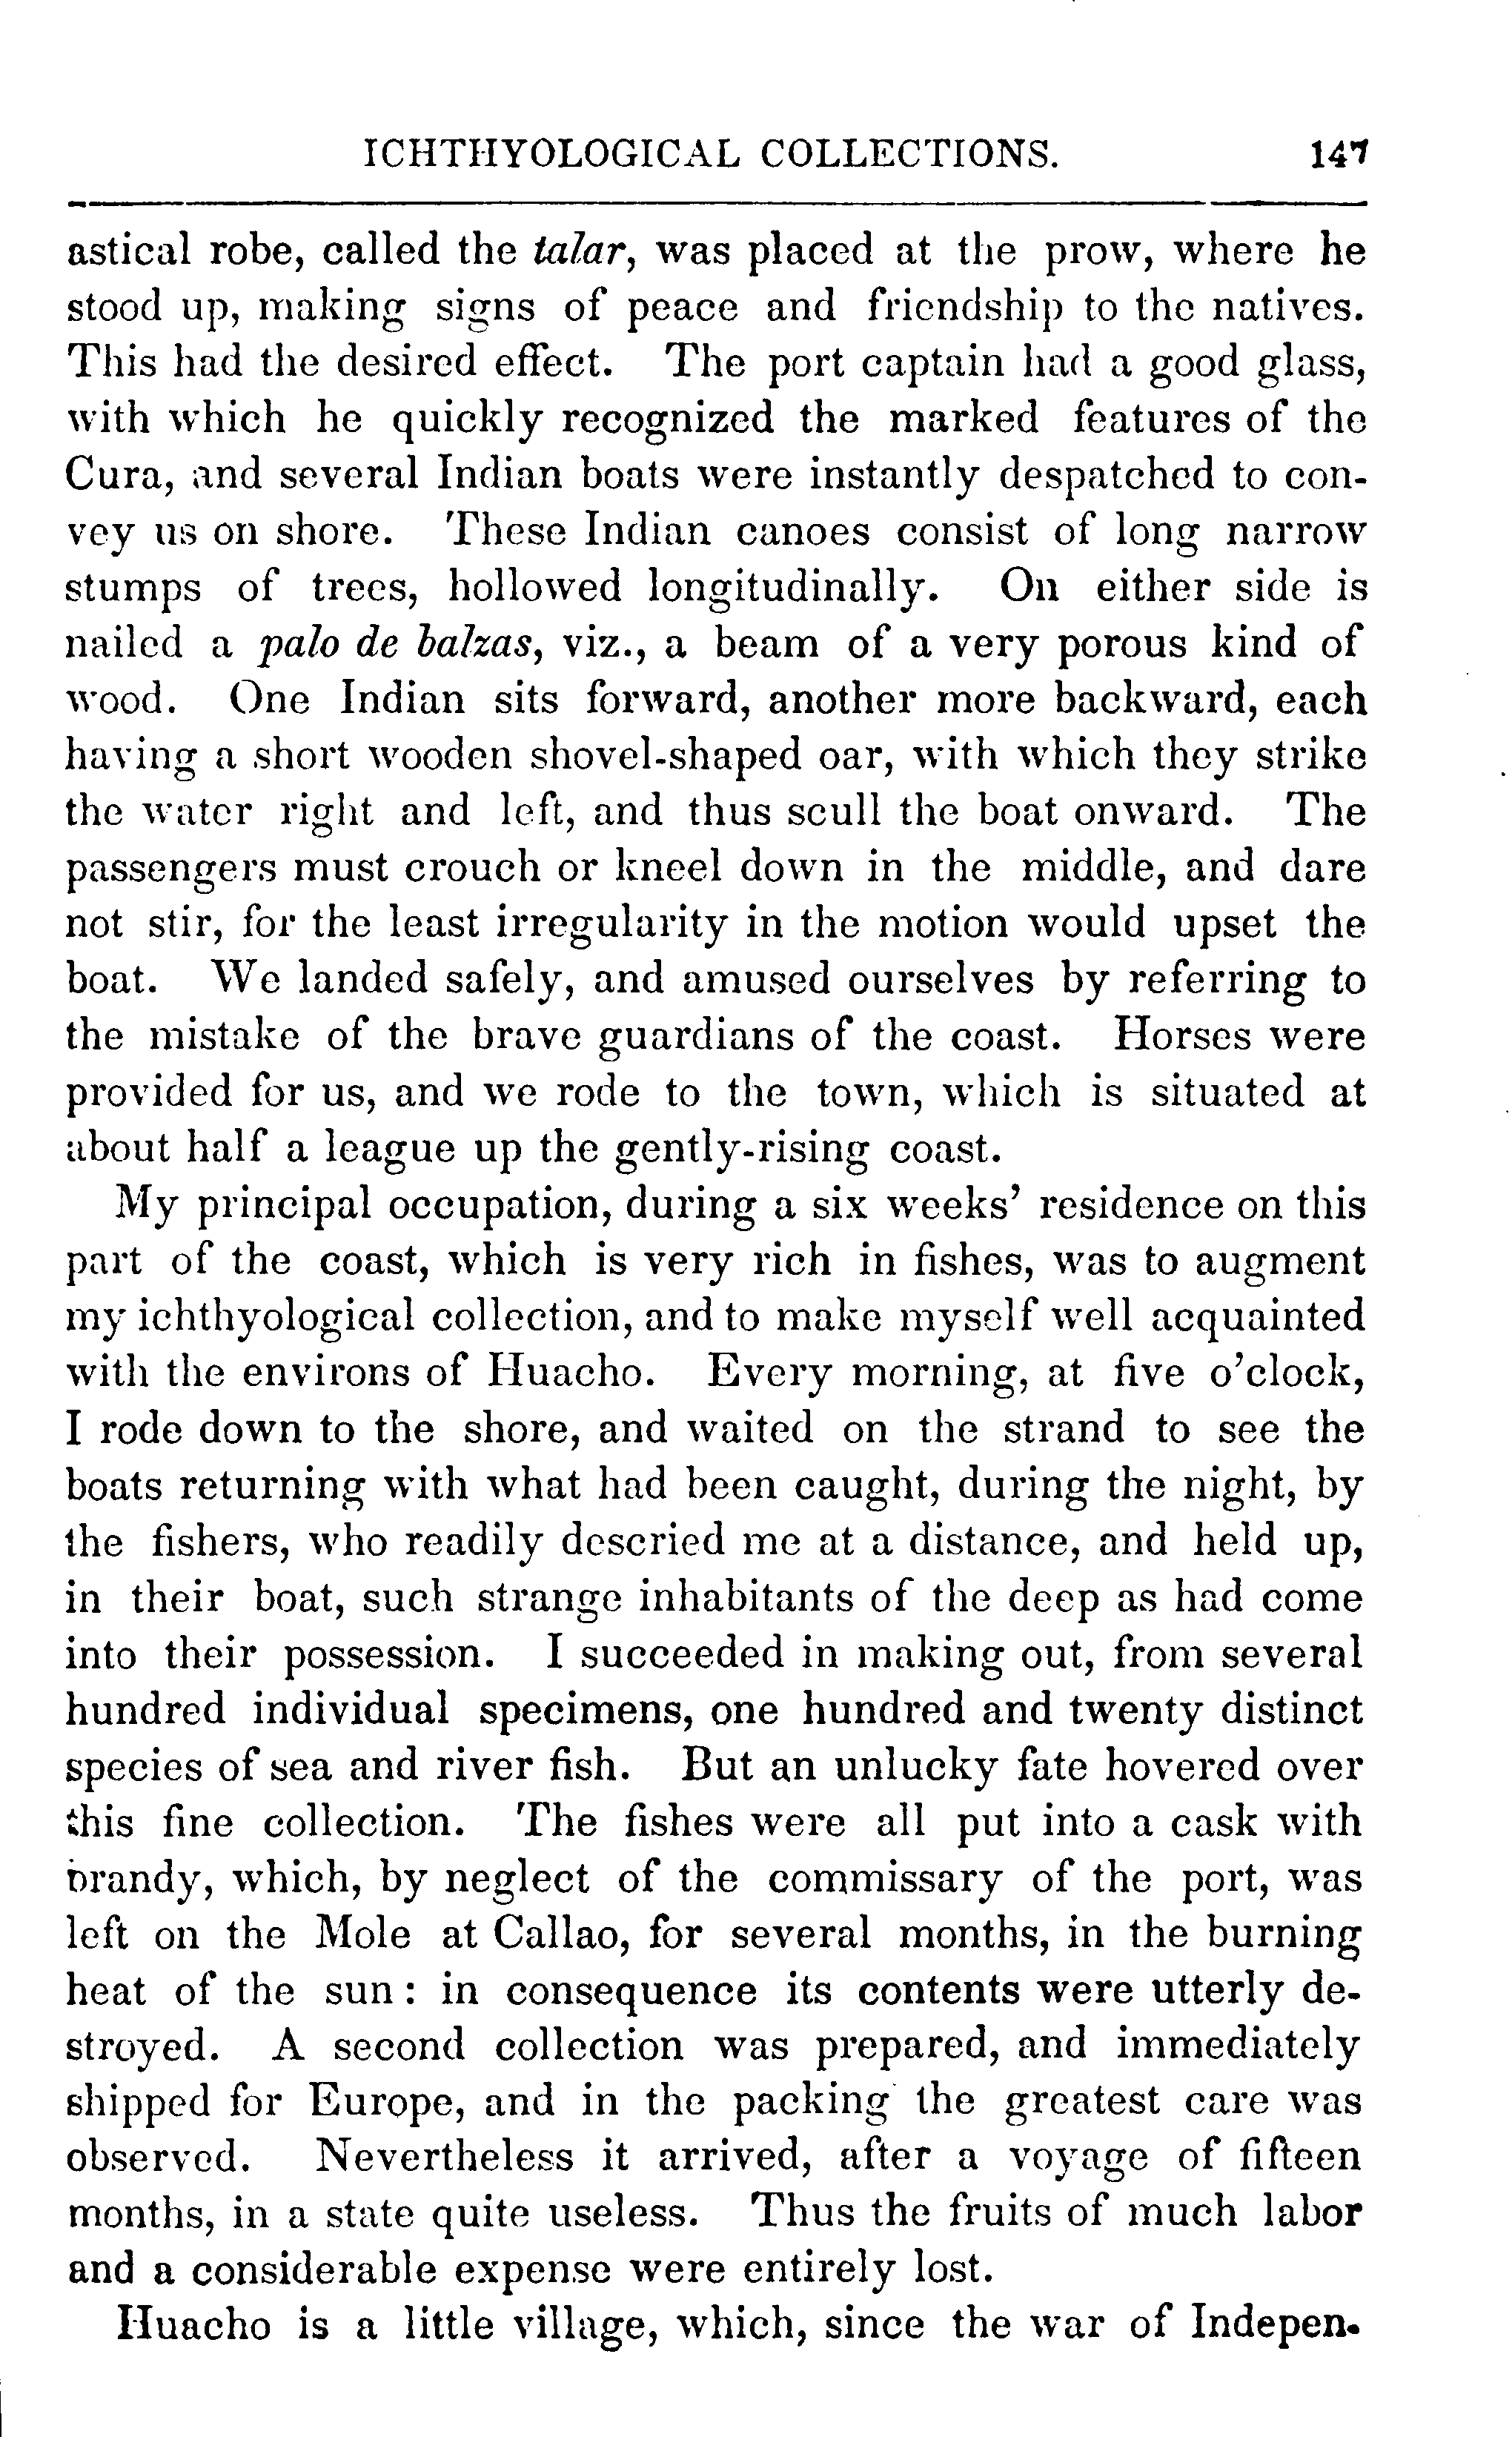 ICHTHYOLOGICAL COLLECTIONS. 147
astical robe, called the talar, was placed at the prow, where he
stood up, making signs of peace and friendship to the natives.
This had the desired effect. The port captain had a good glass,
with which he quickly recognized the marked features of the
Cura, and several Indian boats were instantly despatched to con-
vey us on shore. These Indian canoes consist of long narrow
stumps of trees, hollowed longitudinally. On either side is
nailed a palo de balzas, viz., a beam of a very porous kind of
wood. One Indian sits forward, another more backward, each
having a short wooden shovel-shaped oar, with which they strike
the water right and left, and thus scull the boat onward. The
passengers must crouch or kneel down in the middle, and dare
not stir, for the least irregularity in the motion would upset the
boat. We landed safely, and amused ourselves by referring to
the mistake of the brave guardians of the coast. Horses were
provided for us, and we rode to the town, which is situated at
about half a league up the gently-rising coast.
My principal occupation, during a six weeks' residence on this
part of the coast, which is very rich in fishes, was to augment
my ichthyological collection, and to make myself well acquainted
with the environs of Huacho. Every morning, at five o'clock,
I rode down to the shore, and waited on the strand to see the
boats returning with what had been caught, during the night, by
the fishers, who readily descried me at a distance, and held up,
in their boat, such strange inhabitants of the deep as had come
into their possession. I succeeded in making out, from several
hundred individual specimens, one hundred and twenty distinct
species of sea and river fish. But an unlucky fate hovered over
this fine collection. The fishes were all put into a cask with
brandy, which, by neglect of the commissary of the port, was
left on the Mole at Callao, for several months, in the burning
heat of the sun: in consequence its contents were utterly de-
stroyed. A second collection was prepared, and immediately
shipped for Europe, and in the packing the greatest care was
observed. Nevertheless it arrived, after a voyage of fifteen
months, in a state quite useless. Thus the fruits of much labor
and a considerable expense were entirely lost.
Huacho is a little village, which, since the war of Indepen-